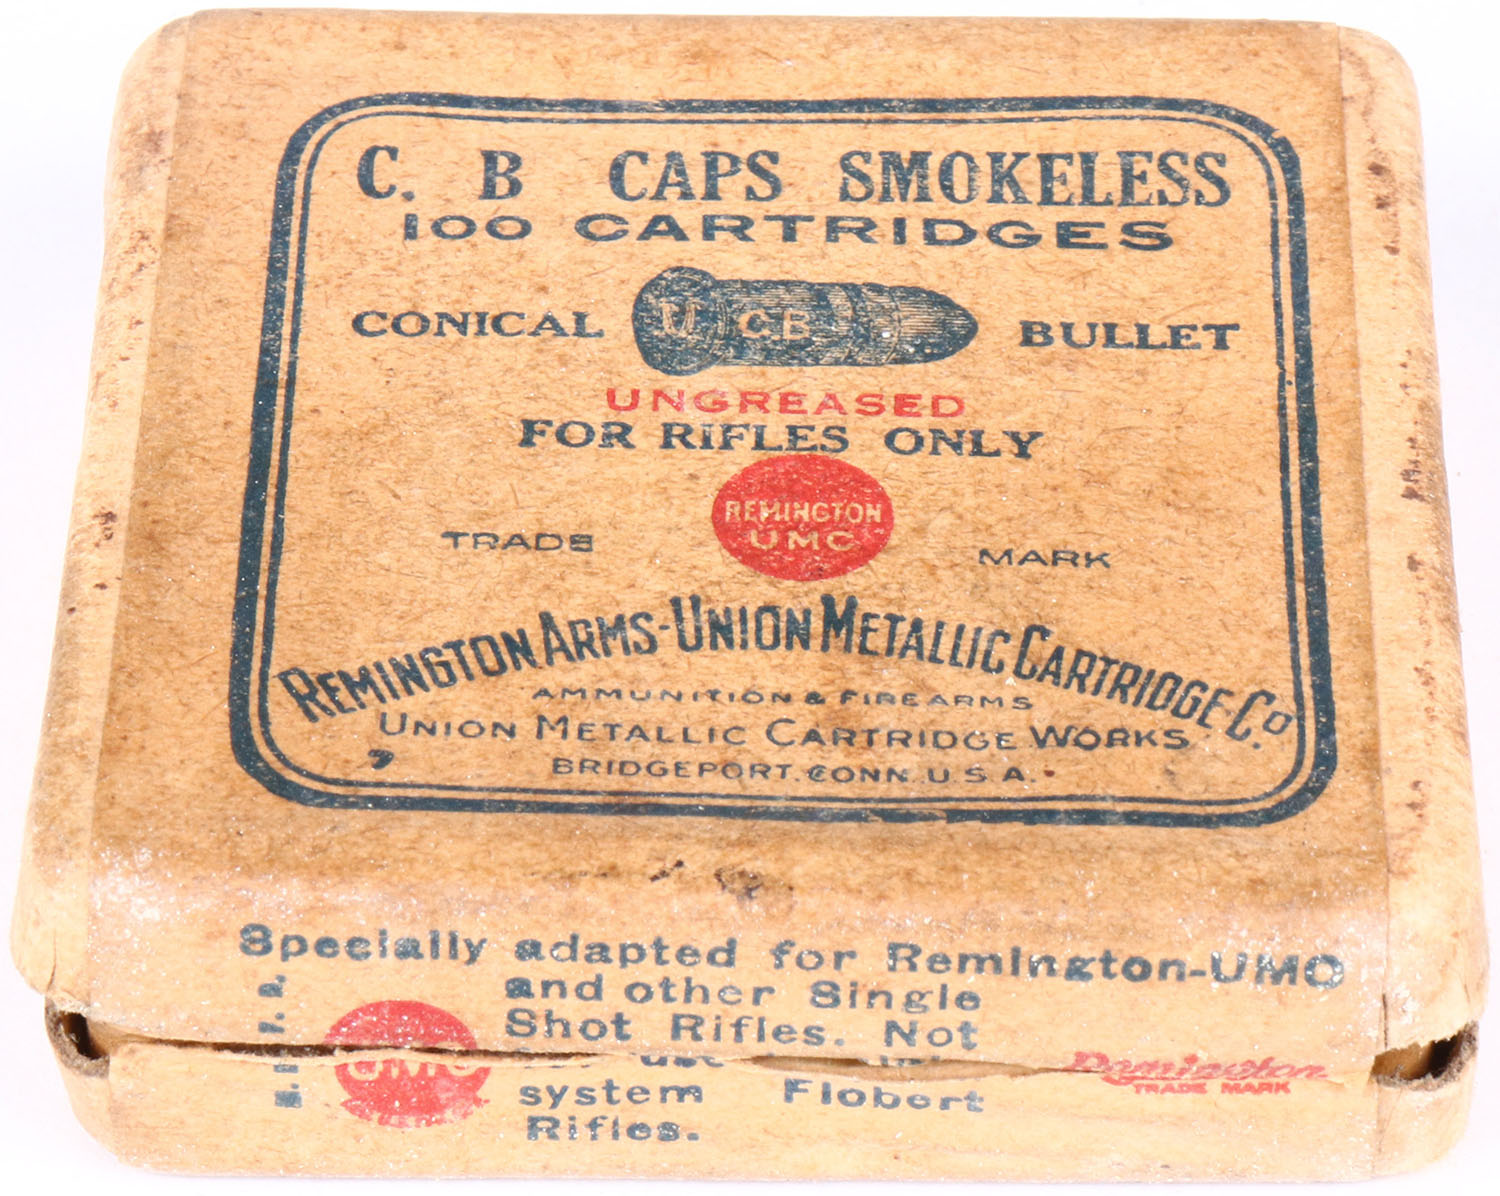 C. B CAPS SMOKELESS
100 CARTRIDGES
CONICAL U C.B BULLET
UNGREASED
FOR RIFLES ONLY
REMINGTON
UMC
TRADE MARK
REMINGTON ARMS-UNION METALLIC CARTRIDGE CO.
AMMUNITION & FIREARMS
UNION METALLIC CARTRIDGE WORKS
BRIDGEPORT, CONN. U.S.A.
Specially adapted for Remington-UMC
and other Single
Shot Rifles. Not
use
system Flobert
Rifles.
UMC
Remington
TRADE MARK